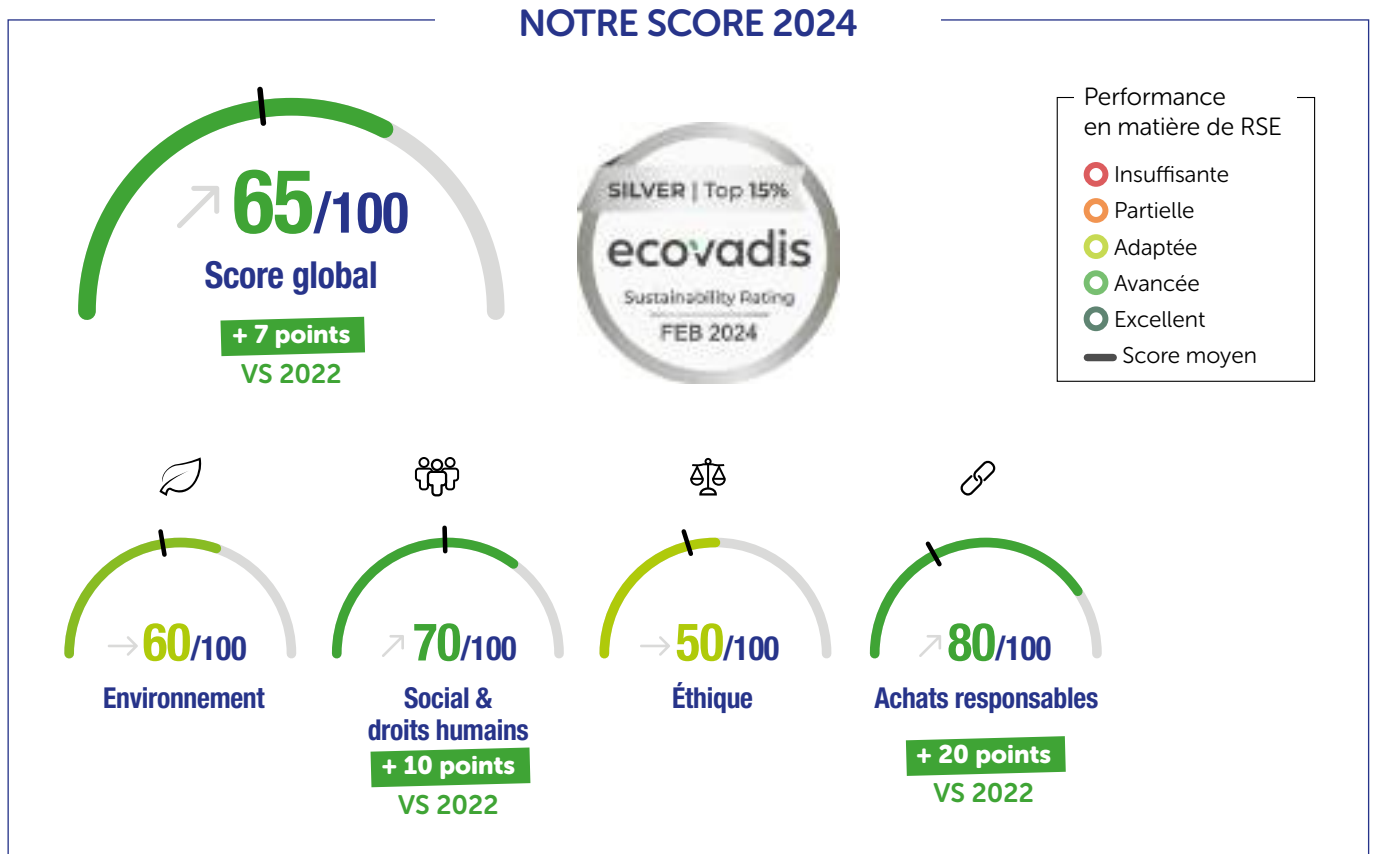 NOTRE SCORE 2024
65/100
Score global
+ 7 points
VS 2022
SILVER | Top 15%
ecovadis
Sustainability Rating
FEB 2024
Performance
en matière de RSE
Insuffisante
Partielle
Adaptée
Avancée
Excellent
Score moyen
60/100
Environnement
70/100
Social &
droits humains
+ 10 points
VS 2022
50/100
Éthique
80/100
Achats responsables
+ 20 points
VS 2022